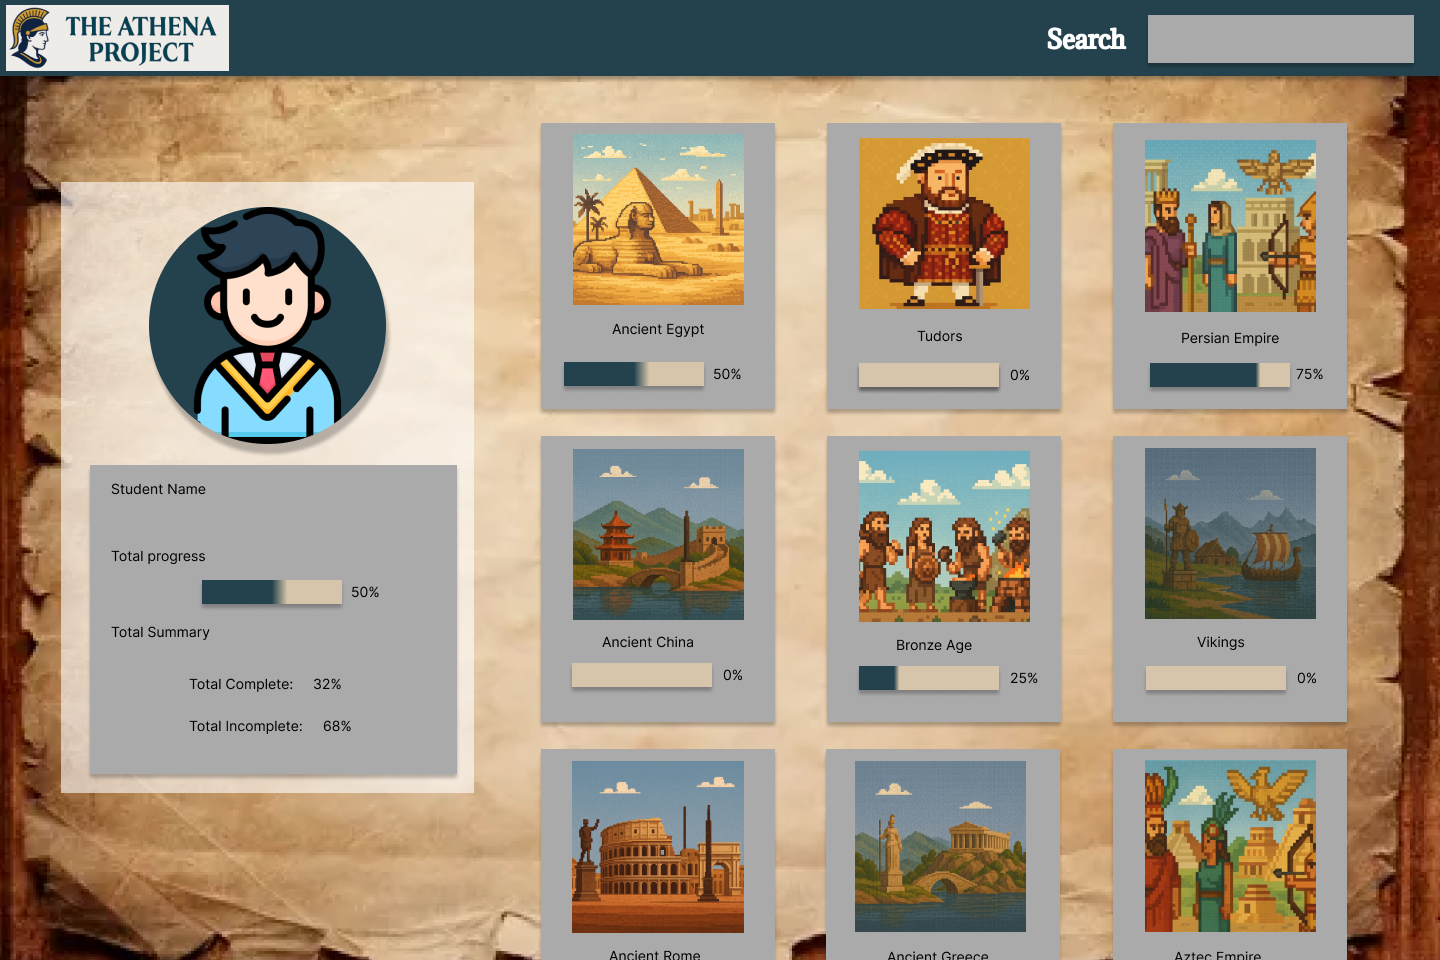 THE ATHENA
PROJECT
Search
Student Name
Total progress
50%
Total Summary
Total Complete: 32%
Total Incomplete: 68%
Ancient Egypt
50%
Tudors
0%
Persian Empire
75%
Ancient China
0%
Bronze Age
25%
Vikings
0%
Ancient Rome
Ancient Greece
Aztec Empire